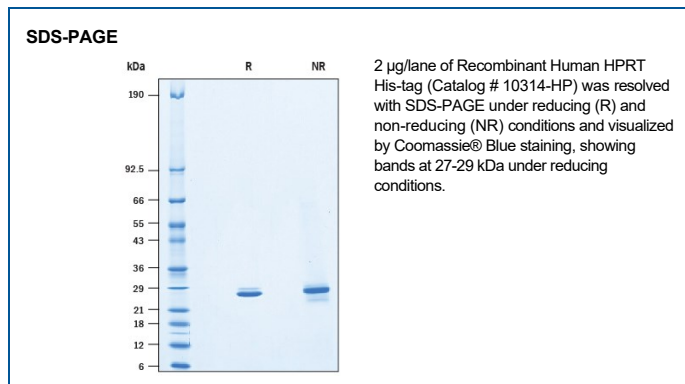 SDS-PAGE
kDa R NR
190
92.5
66
55
43
36
29
21
18
12
6
2 µg/lane of Recombinant Human HPRT
His-tag (Catalog # 10314-HP) was resolved
with SDS-PAGE under reducing (R) and
non-reducing (NR) conditions and visualized
by Coomassie® Blue staining, showing
bands at 27-29 kDa under reducing
conditions.